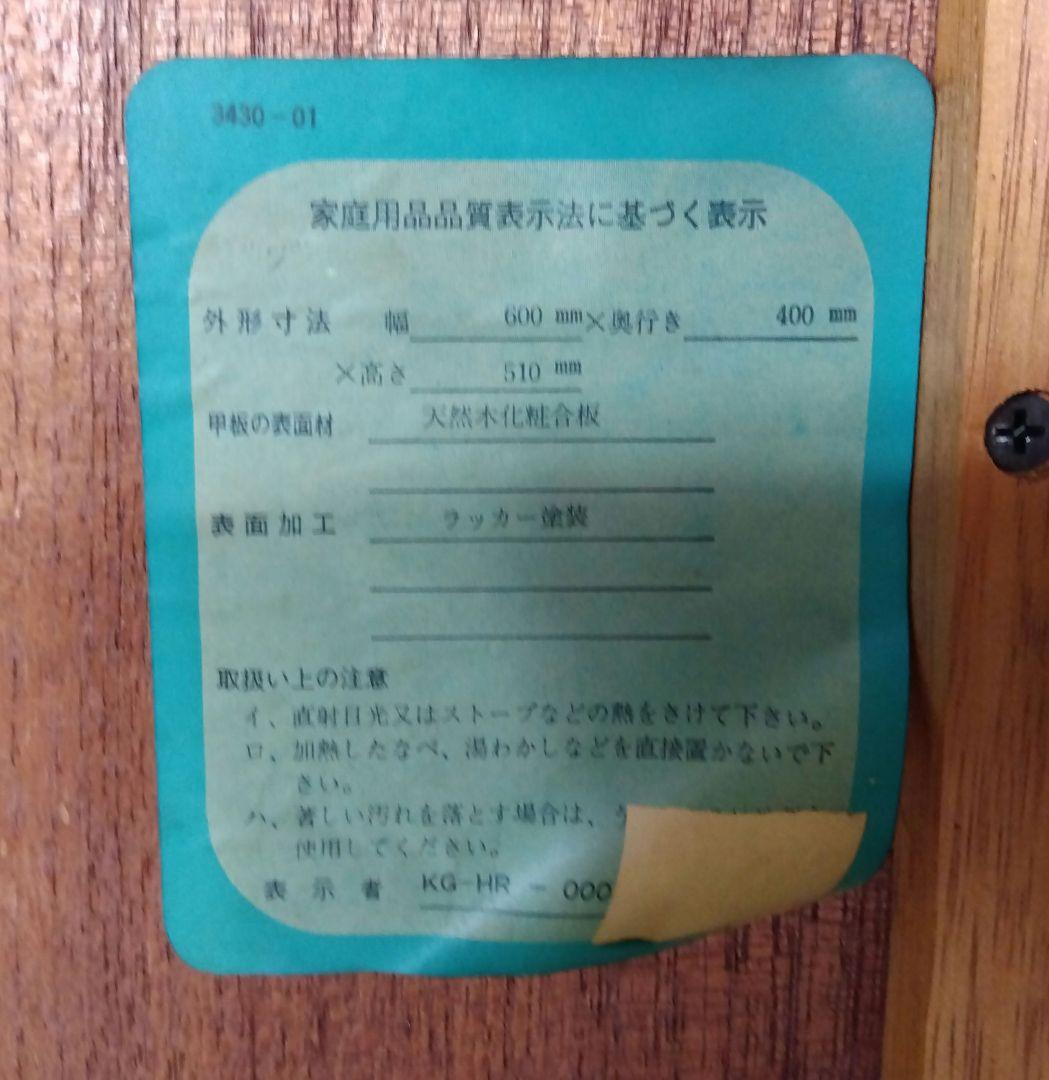 3430-01
家庭用品品質表示法に基づく表示
外形寸法 幅 600 mm×奥行き 400 mm
×高さ 510 mm
甲板の表面材 天然木化粧合板
表面加工 ラッカー塗装
取扱い上の注意
イ、直射日光又はストーブなどの熱をさけて下さい。
ロ、加熱したなべ、湯わかしなどを直接置かないで下
さい。
ハ、著しい汚れを落とす場合は、
使用してください。
表示者 KG-HR-000